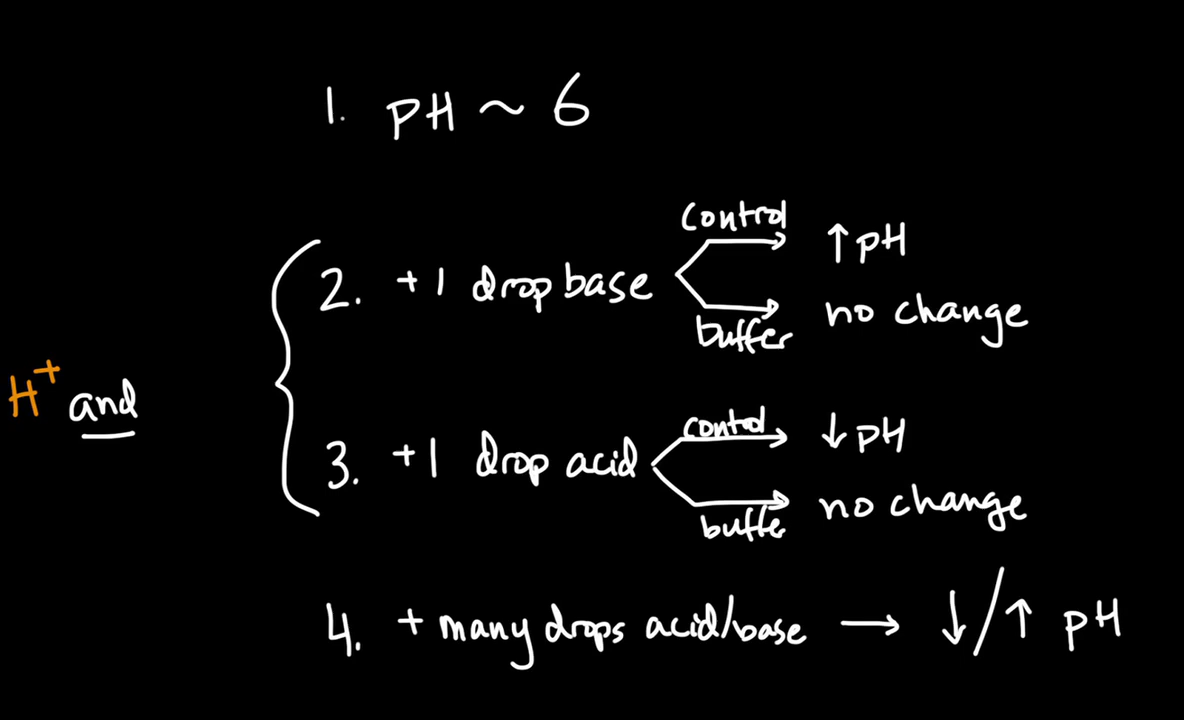 1. pH ~ 6
control ↑ pH
2. +1 drop base
buffer no change
H+ and
control ↓ pH
3. +1 drop acid
buffe no change
4. + many drops acid/base → ↓/↑ pH